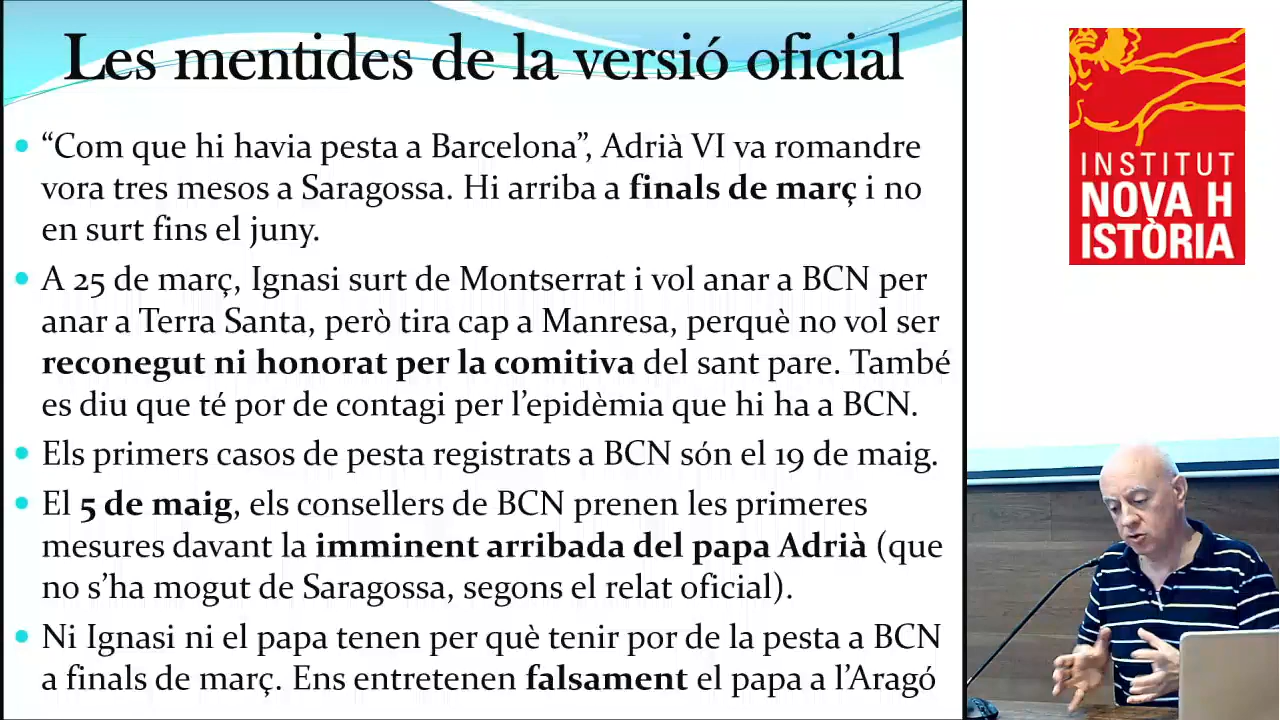 Les mentides de la versió oficial
“Com que hi havia pesta a Barcelona”, Adrià VI va romandre
vora tres mesos a Saragossa. Hi arriba a finals de març i no
en surt fins el juny.
A 25 de març, Ignasi surt de Montserrat i vol anar a BCN per
anar a Terra Santa, però tira cap a Manresa, perquè no vol ser
reconegut ni honorat per la comitiva del sant pare. També
es diu que té por de contagi per l’epidèmia que hi ha a BCN.
Els primers casos de pesta registrats a BCN són el 19 de maig.
El 5 de maig, els consellers de BCN prenen les primeres
mesures davant la imminent arribada del papa Adrià (que
no s’ha mogut de Saragossa, segons el relat oficial).
Ni Ignasi ni el papa tenen per què tenir por de la pesta a BCN
a finals de març. Ens entretenen falsament el papa a l’Aragó
INSTITUT
NOVA H
ISTÒRIA